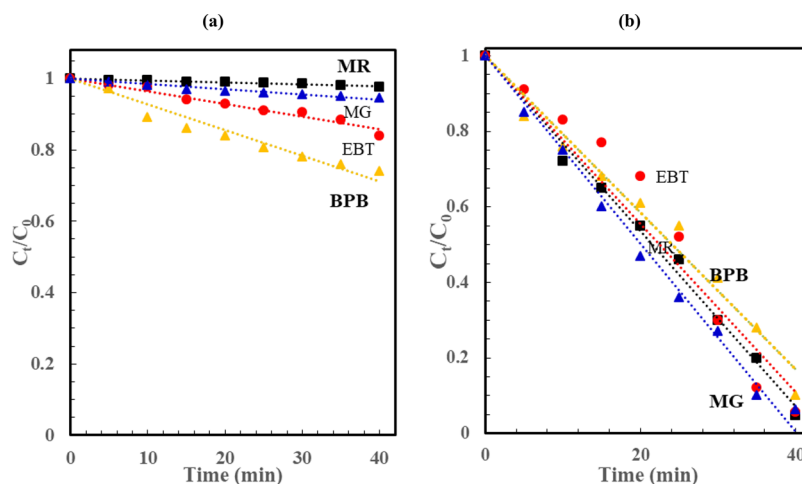 (a)
(b)
MR
MG
EBT
BPB
1
0.8
0.6
0.4
0.2
0
0
10
20
30
40
C_t/C_0
Time (min)
EBT
MR
BPB
MG
1
0.8
0.6
0.4
0.2
0
0
20
40
C_t/C_0
Time (min)